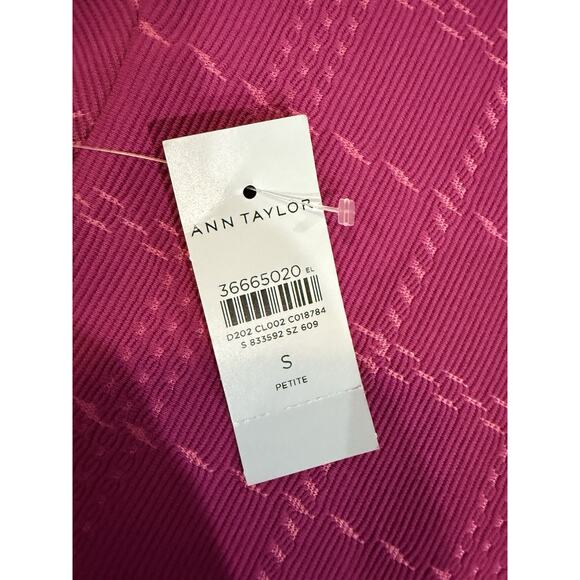 ANN TAYLOR
36665020 EL
D202 CL002 C018784
S 833592 SZ 609
S
PETITE